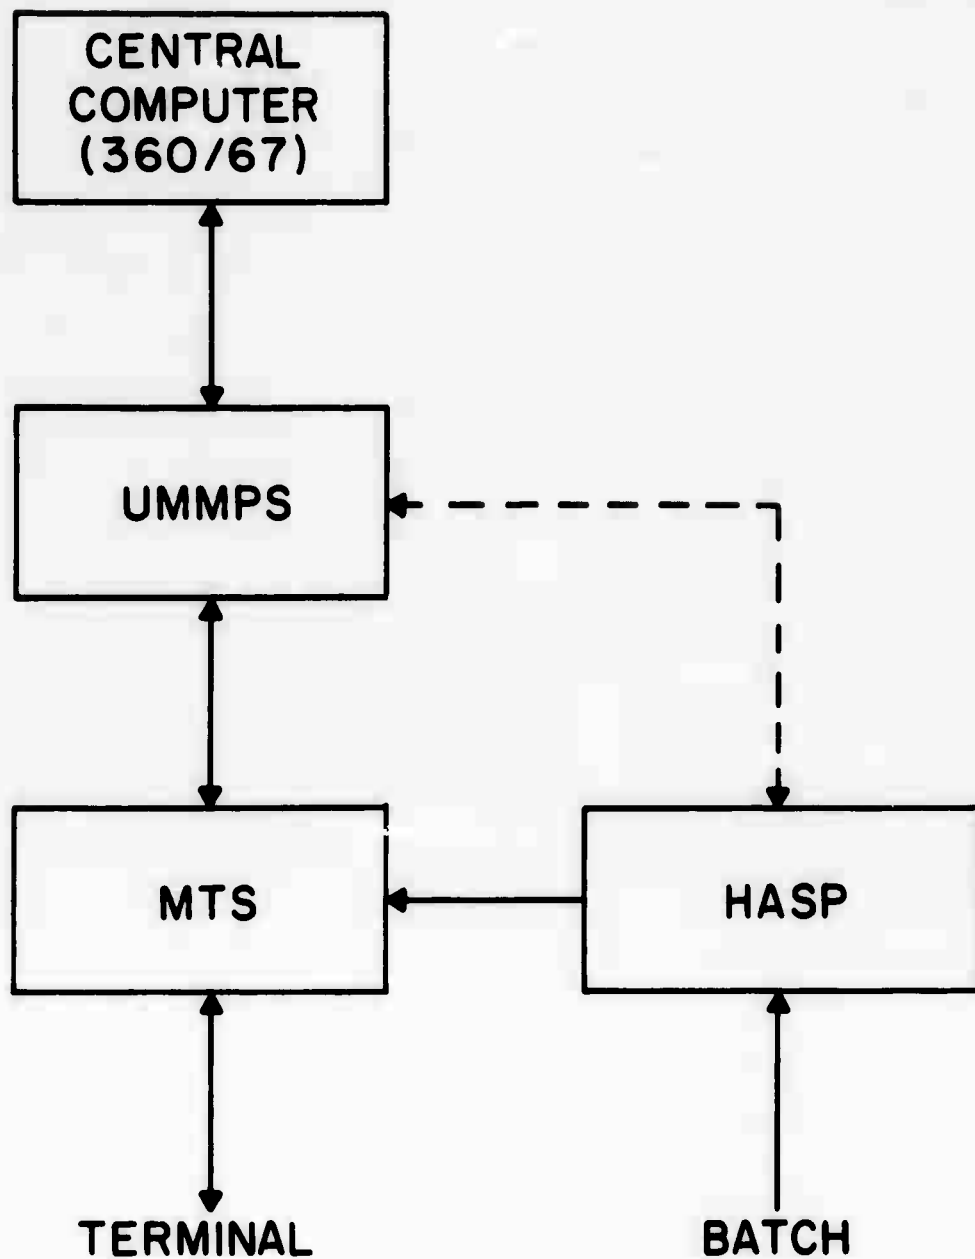 CENTRAL
COMPUTER
(360/67)
UMMPS
MTS
HASP
TERMINAL
BATCH